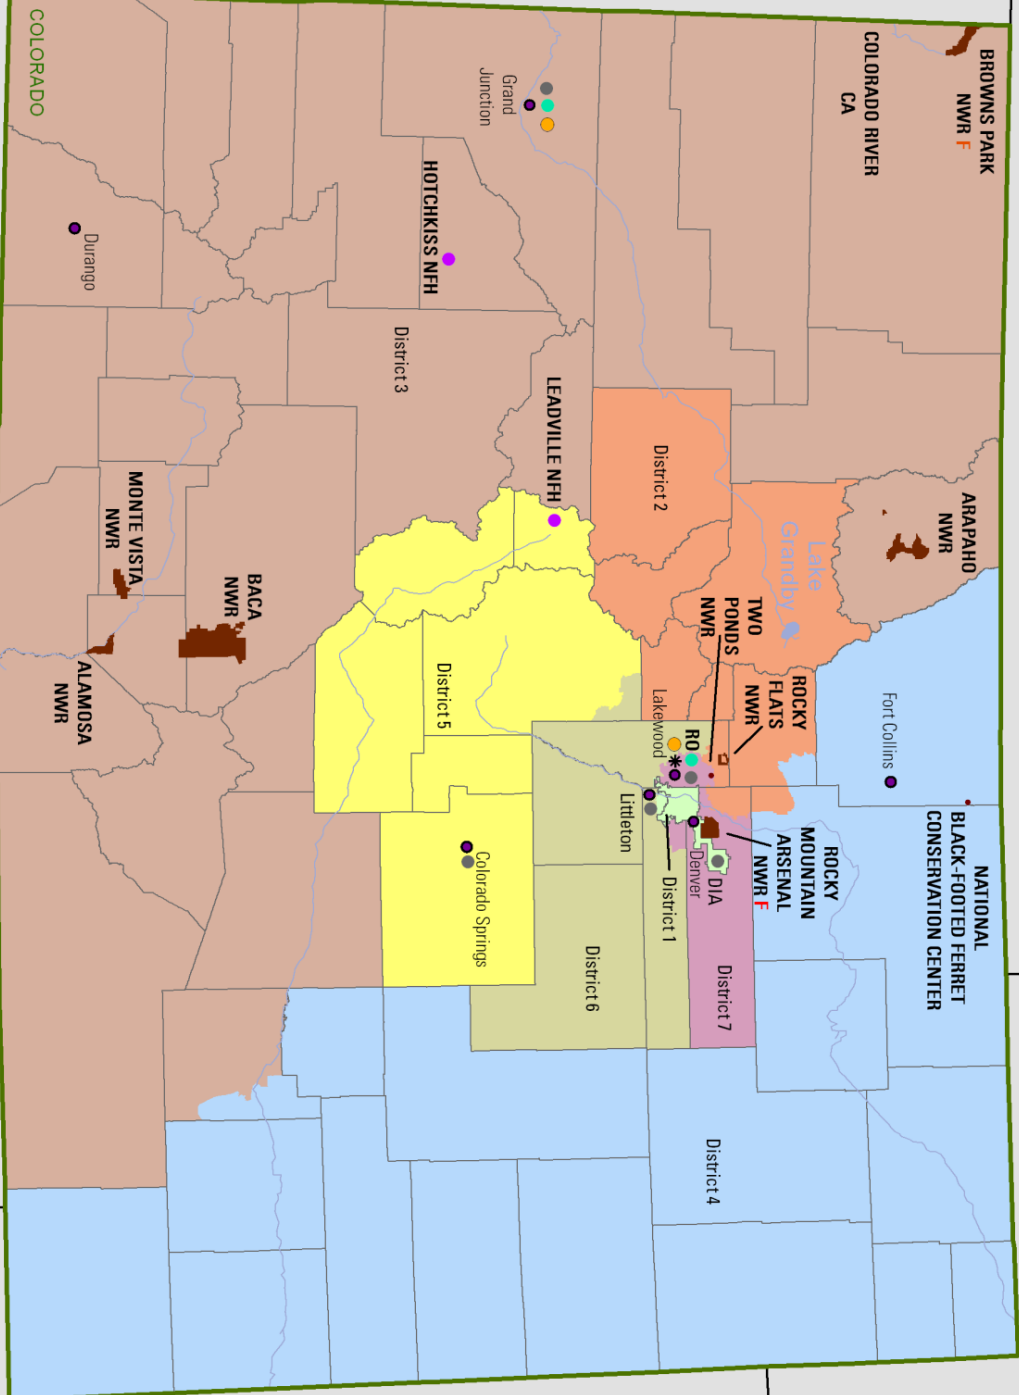 BROWNS PARK
NWR F
COLORADO RIVER
CA
ARAPAHO
NWR
NATIONAL
BLACK-FOOTED FERRET
CONSERVATION CENTER
Fort Collins
Lake
Grandby
ROCKY
FLATS
NWR
TWO
PONDS
NWR
ROCKY
MOUNTAIN
ARSENAL
NWR F
District 2
RO
Lakewood
DIA
Denver
District 7
District 4
District 1
Littleton
District 6
LEADVILLE NFH
Grand
Junction
HOTCHKISS NFH
District 3
District 5
Colorado Springs
BACA
NWR
MONTE VISTA
NWR
ALAMOSA
NWR
Durango
COLORADO